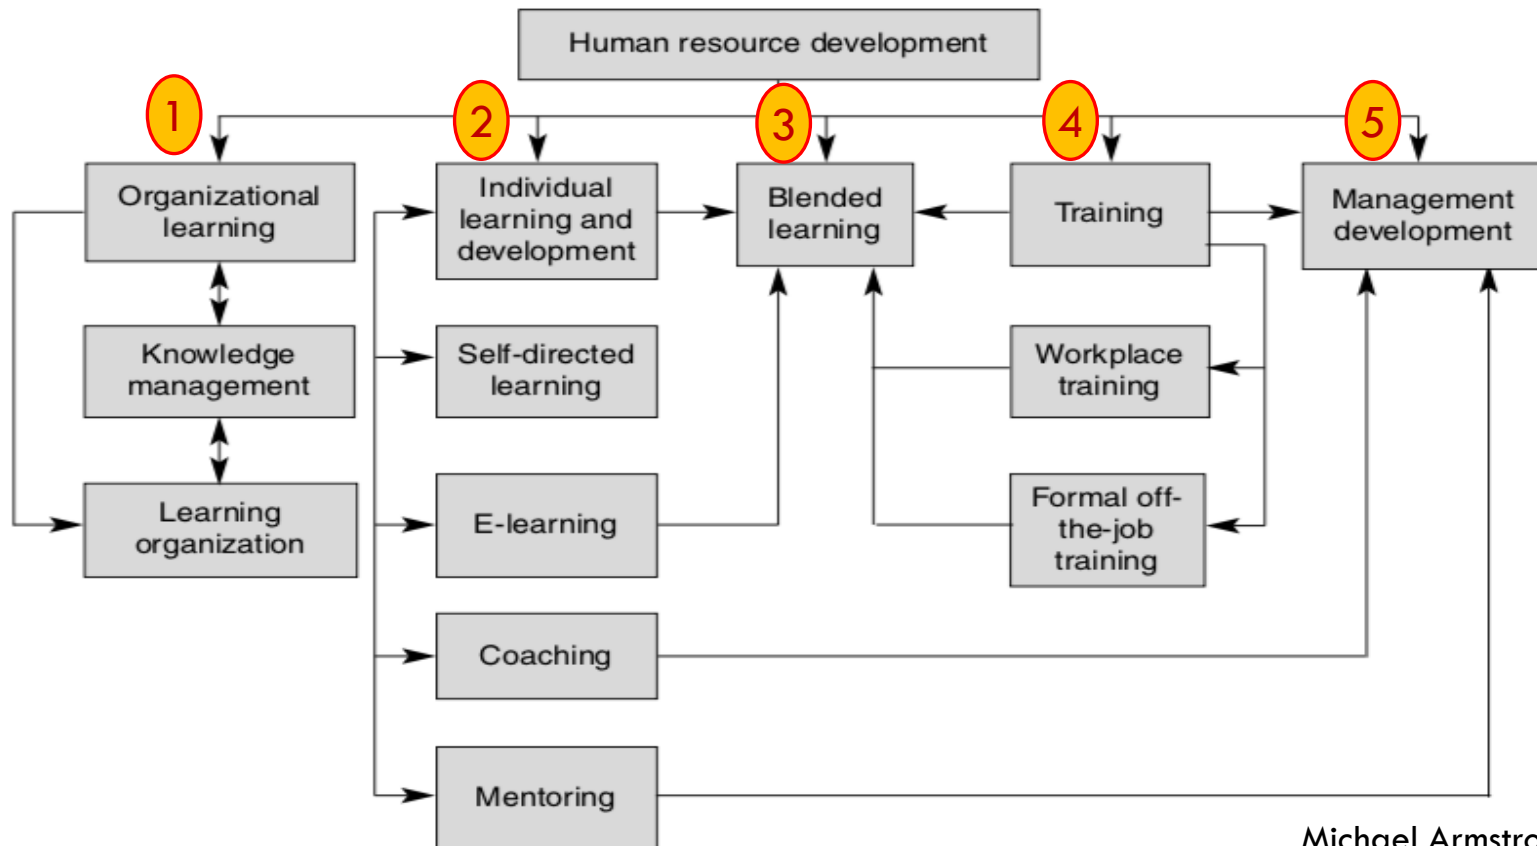 Human resource development
1
2
3
4
5
Organizational
learning
Individual
learning and
development
Blended
learning
Training
Management
development
Knowledge
management
Self-directed
learning
Workplace
training
Learning
organization
E-learning
Formal off-
the-job
training
Coaching
Mentoring
Michael